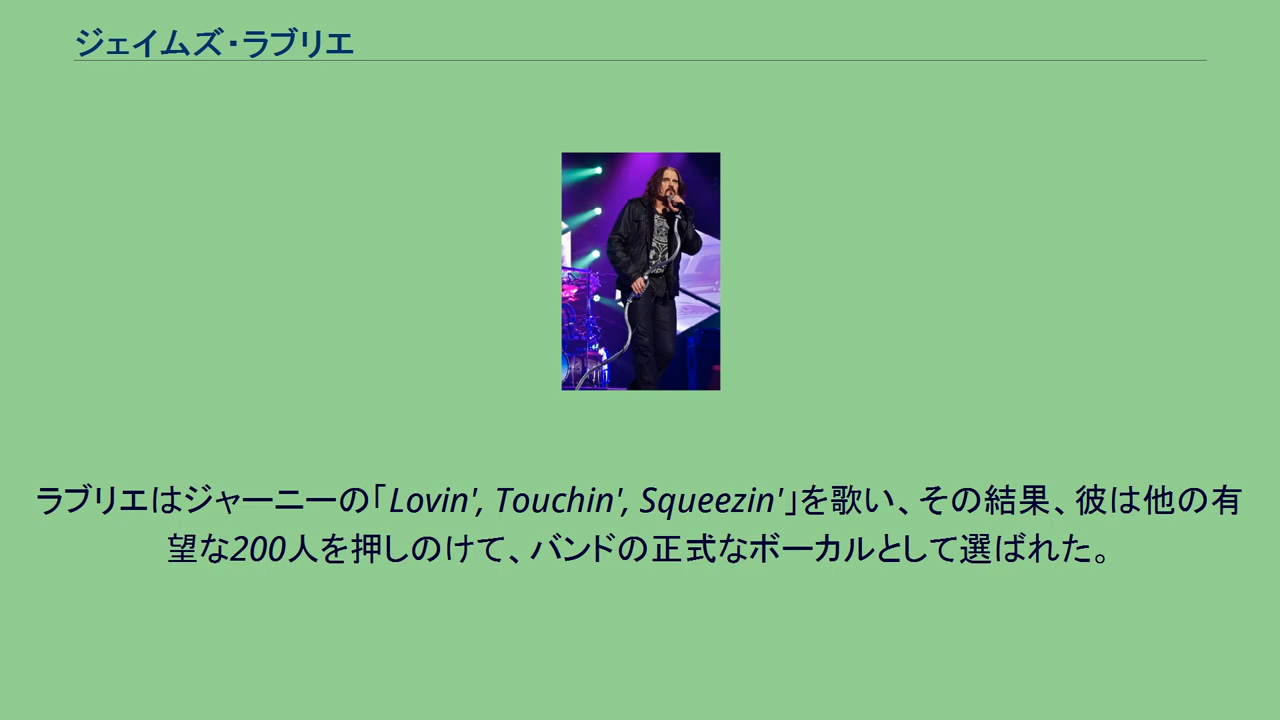 ジェイムズ・ラブリエ
ラブリエはジャーニーの「Lovin', Touchin', Squeezin'」を歌い、その結果、彼は他の有
望な200人を押しのけて、バンドの正式なボーカルとして選ばれた。